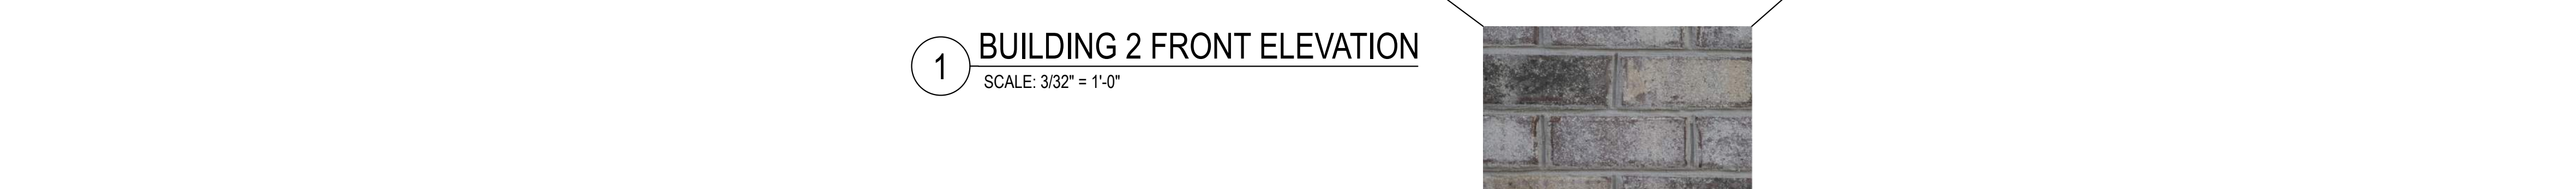 1
BUILDING 2 FRONT ELEVATION
SCALE: 3/32" = 1'-0"